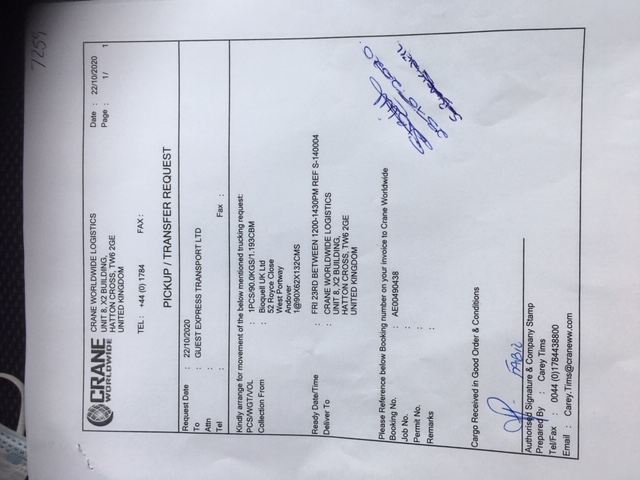 7259
CRANE
WORLDWIDE
CRANE WORLDWIDE LOGISTICS
UNIT 8, X2 BUILDING,
HATTON CROSS, TW6 2GE
UNITED KINGDOM
Date : 22/10/2020
Page : 1/ 1
TEL : +44 (0) 1784 FAX :
PICKUP / TRANSFER REQUEST
Request Date : 22/10/2020
To : GUEST EXPRESS TRANSPORT LTD
Attn :
Tel : Fax :
Kindly arrange for movement of the below mentioned trucking request:
PCS/WGT/VOL : 1PCS/90.0KGS/1.193CBM
Collection From : Bioquell UK Ltd
52 Royce Close
West Portway
Andover
1@90X62X132CMS
Ready Date/Time : FRI 23RD BETWEEN 1200-1430PM REF S-140004
Deliver To : CRANE WORLDWIDE LOGISTICS
UNIT 8, X2 BUILDING,
HATTON CROSS, TW6 2GE
UNITED KINGDOM
Please Reference below Booking number on your invoice to Crane Worldwide
Booking No. : AE00490438
Job No. :
Permit No. :
Remarks :
Cargo Received in Good Order & Conditions
Authorised Signature & Company Stamp
Prepared By : Carey Tims
Tel/Fax : 0044 (0)1784438800
Email : Carey.Tims@craneww.com